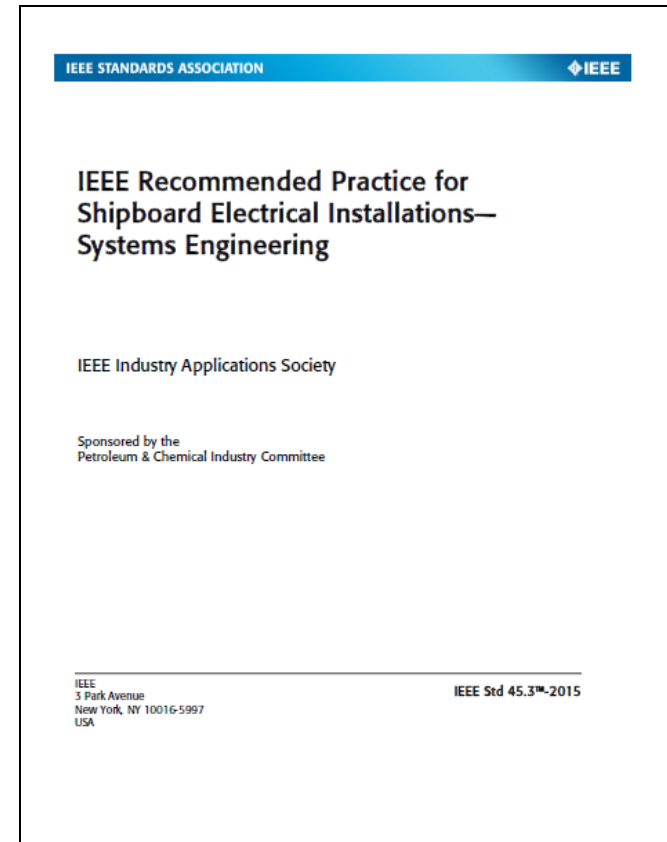 IEEE STANDARDS ASSOCIATION
IEEE
IEEE Recommended Practice for
Shipboard Electrical Installations—
Systems Engineering
IEEE Industry Applications Society
Sponsored by the
Petroleum & Chemical Industry Committee
IEEE
3 Park Avenue
New York, NY 10016-5997
USA
IEEE Std 45.3™-2015